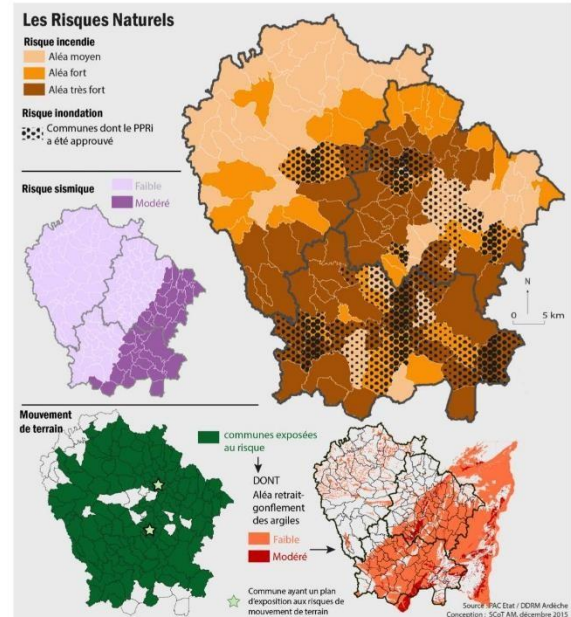 Les Risques Naturels
Risque incendie
Aléa moyen
Aléa fort
Aléa très fort
Risque inondation
Communes dont le PPRi
a été approuvé
Risque sismique
Faible
Modéré
N
0 5 km
Mouvement
de terrain
communes exposées
au risque
DONT
Aléa retrait-
gonflement
des argiles
Faible
Modéré
Commune ayant un plan
d'exposition aux risques de
mouvement de terrain
Source : PAC Etat / DDRM Ardèche
Conception : SCoT AM, décembre 2015